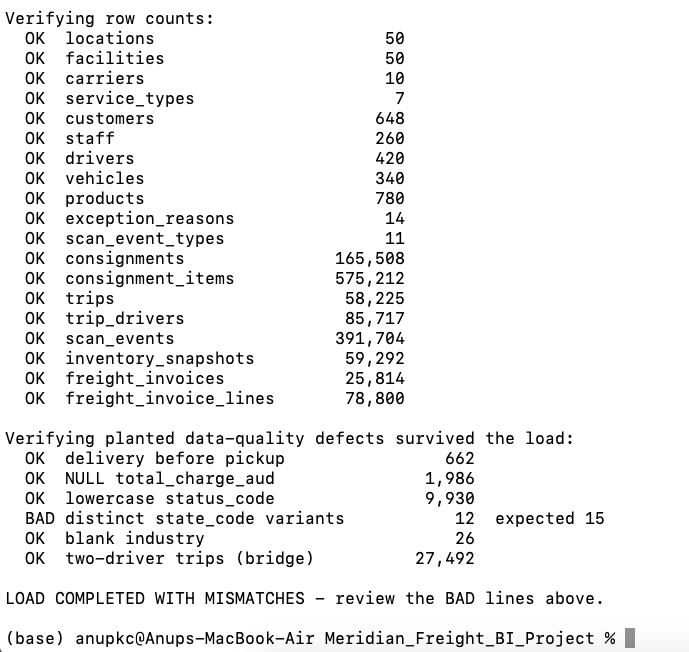 Verifying row counts:
OK locations 50
OK facilities 50
OK carriers 10
OK service_types 7
OK customers 648
OK staff 260
OK drivers 420
OK vehicles 340
OK products 780
OK exception_reasons 14
OK scan_event_types 11
OK consignments 165,508
OK consignment_items 575,212
OK trips 58,225
OK trip_drivers 85,717
OK scan_events 391,704
OK inventory_snapshots 59,292
OK freight_invoices 25,814
OK freight_invoice_lines 78,800
Verifying planted data-quality defects survived the load:
OK delivery before pickup 662
OK NULL total_charge_aud 1,986
OK lowercase status_code 9,930
BAD distinct state_code variants 12 expected 15
OK blank industry 26
OK two-driver trips (bridge) 27,492
LOAD COMPLETED WITH MISMATCHES – review the BAD lines above.
(base) anupkc@Anups-MacBook-Air Meridian_Freight_BI_Project %